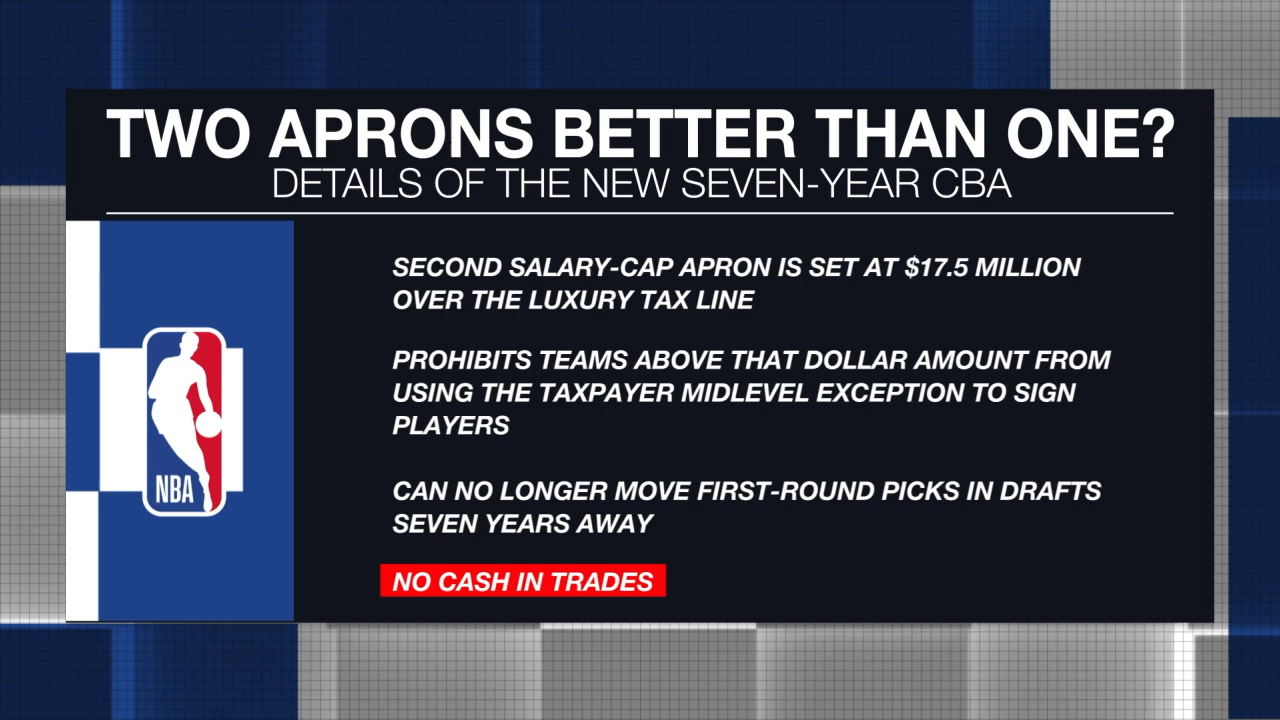 TWO APRONS BETTER THAN ONE?
DETAILS OF THE NEW SEVEN-YEAR CBA
SECOND SALARY-CAP APRON IS SET AT $17.5 MILLION
OVER THE LUXURY TAX LINE
PROHIBITS TEAMS ABOVE THAT DOLLAR AMOUNT FROM
USING THE TAXPAYER MIDLEVEL EXCEPTION TO SIGN
PLAYERS
CAN NO LONGER MOVE FIRST-ROUND PICKS IN DRAFTS
SEVEN YEARS AWAY
NO CASH IN TRADES
NBA